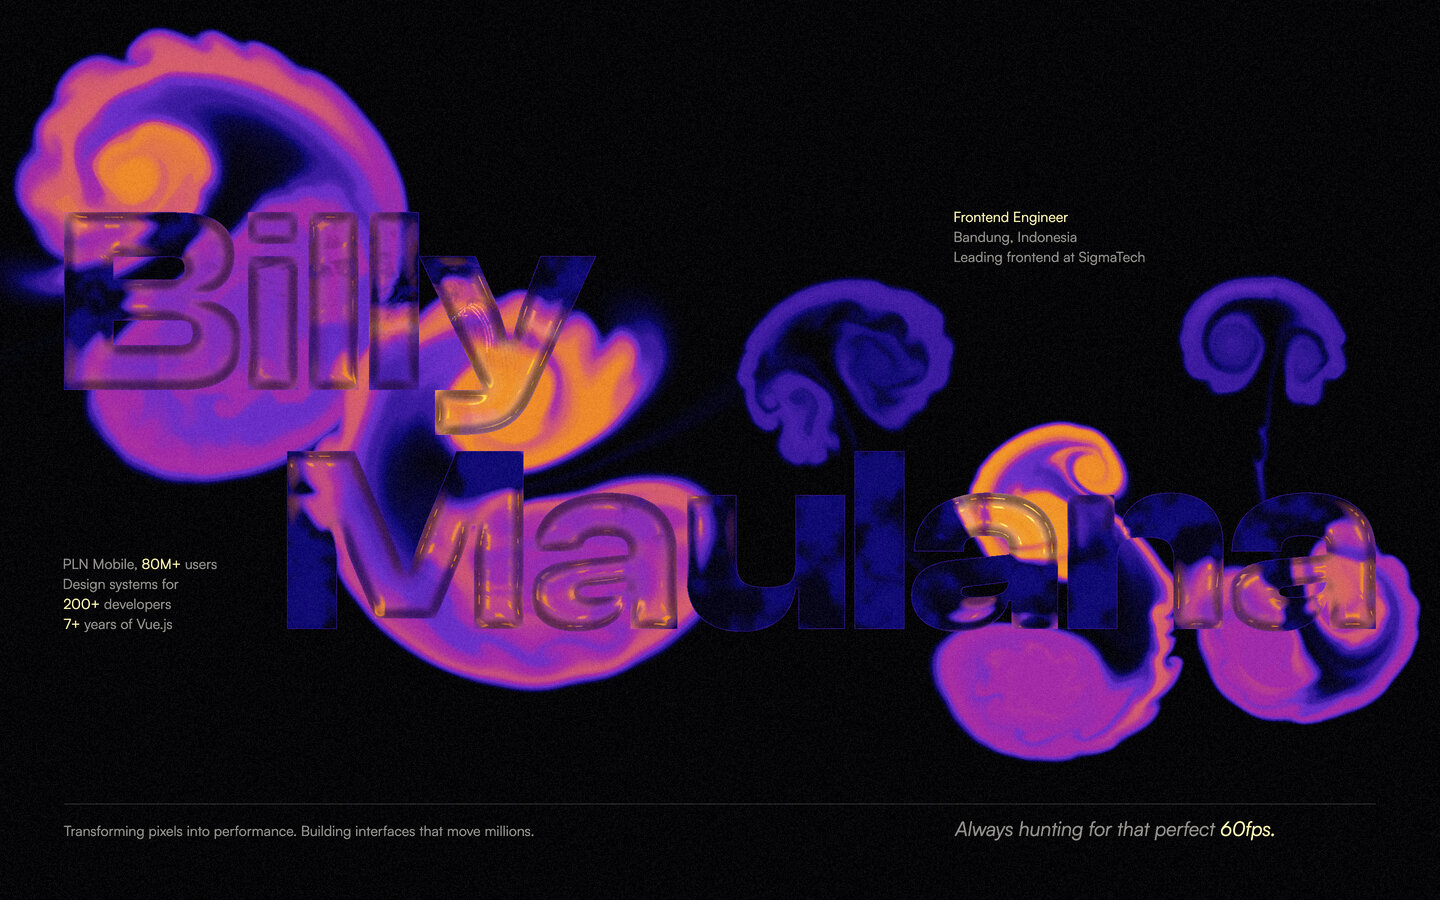 Billy
Maulana
Frontend Engineer
Bandung, Indonesia
Leading frontend at SigmaTech
PLN Mobile, 80M+ users
Design systems for
200+ developers
7+ years of Vue.js
Transforming pixels into performance. Building interfaces that move millions.
Always hunting for that perfect 60fps.